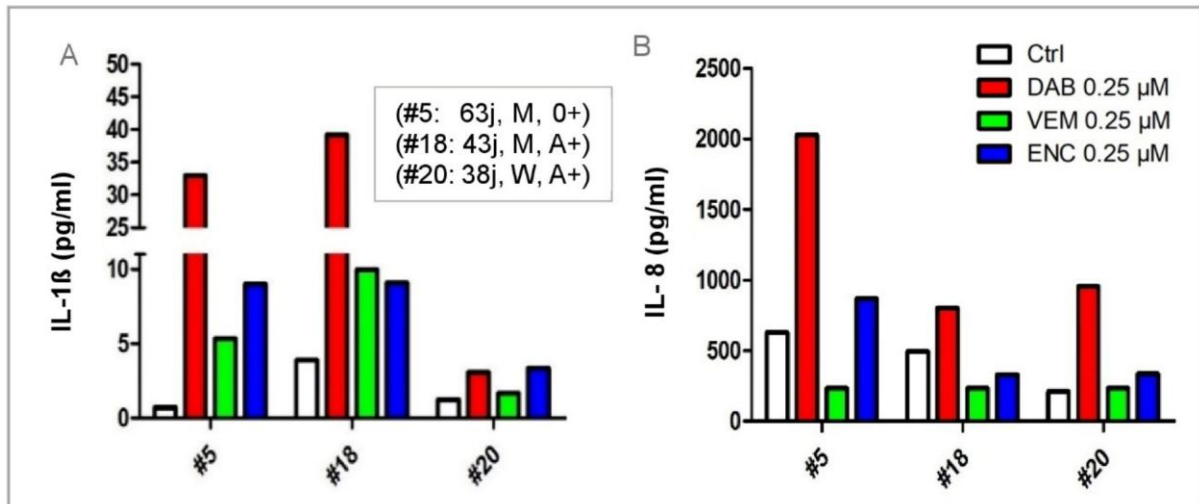 A
IL-1ß (pg/ml)
50
45
40
35
30
25
10
5
0
(#5: 63j, M, 0+)
(#18: 43j, M, A+)
(#20: 38j, W, A+)
#5
#18
#20
B
IL- 8 (pg/ml)
2500
2000
1500
1000
500
0
Ctrl
DAB 0.25 µM
VEM 0.25 µM
ENC 0.25 µM
#5
#18
#20